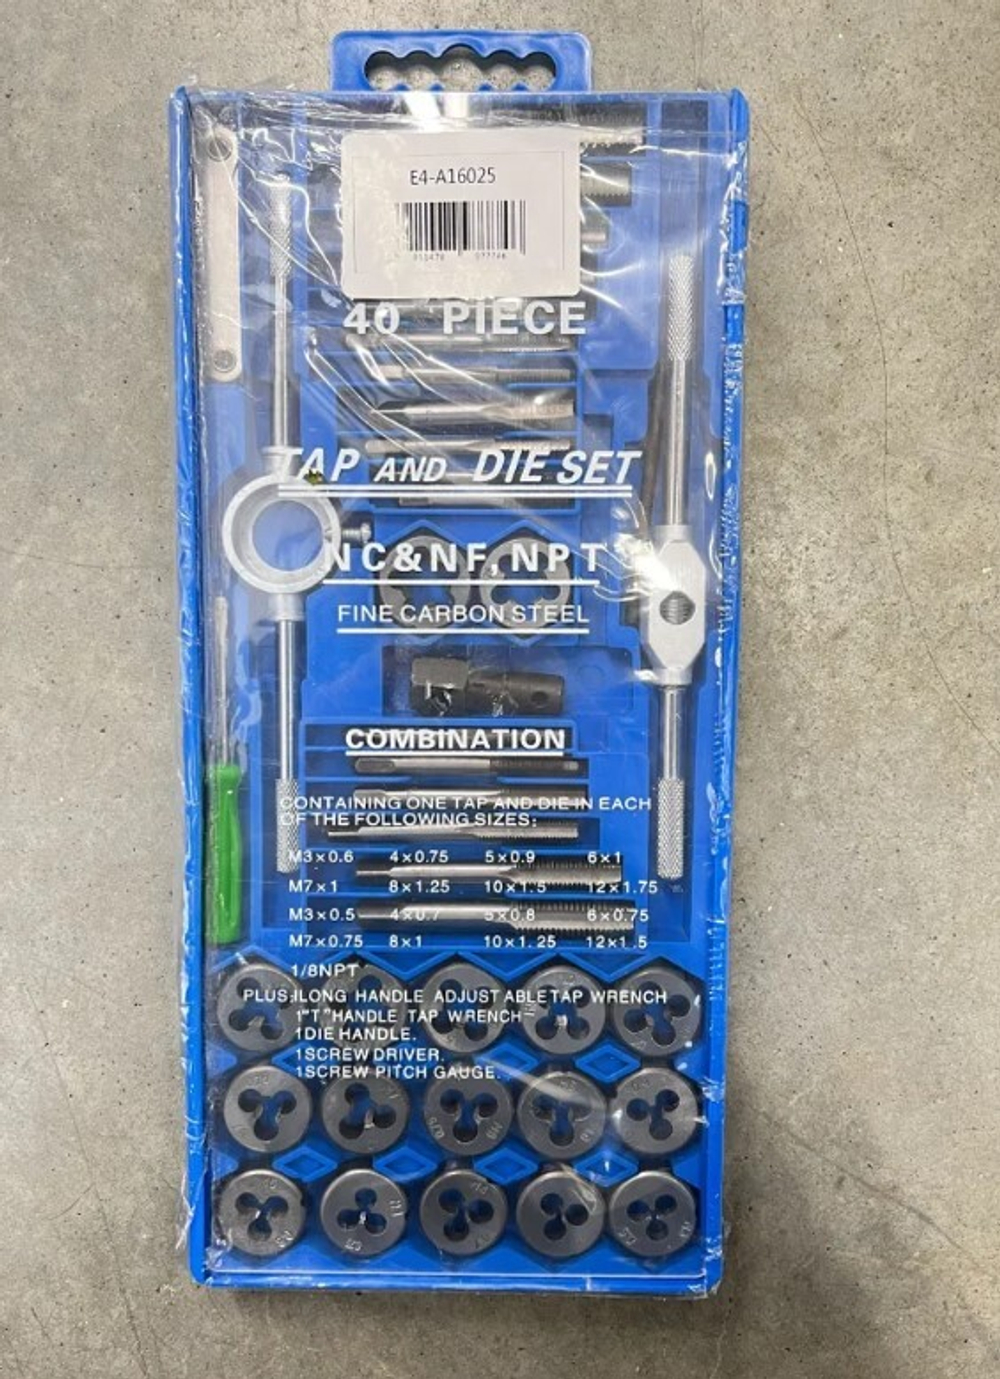 E4-A16025
40 PIECE
TAP AND DIE SET
NC&NF,NPT
FINE CARBON STEEL
COMBINATION
CONTAINING ONE TAP AND DIE IN EACH
OF THE FOLLOWING SIZES:
M3×0.6 4×0.75 5×0.9 6×1
M7×1 8×1.25 10×1.5 12×1.75
M3×0.5 4×0.7 5×0.8 6×0.75
M7×0.75 8×1 10×1.25 12×1.5
1/8NPT
PLUS:1LONG HANDLE ADJUST ABLETAP WRENCH
1"T"HANDLE TAP WRENCH
1DIE HANDLE.
1SCREW DRIVER.
1SCREW PITCH GAUGE.